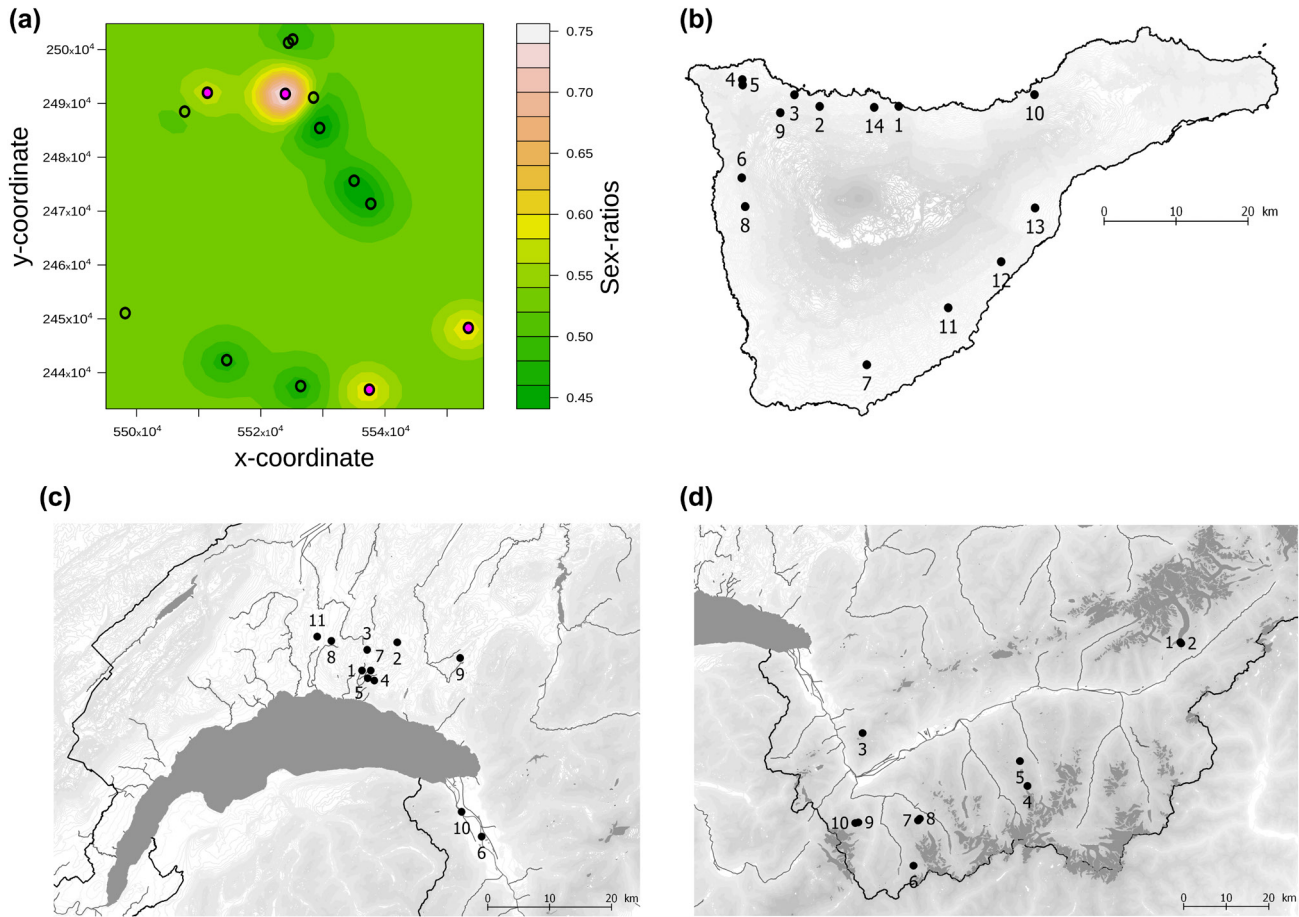 (a)
250x10⁴
249x10⁴
248x10⁴
247x10⁴
246x10⁴
245x10⁴
244x10⁴
y-coordinate
550x10⁴
552x10⁴
554x10⁴
x-coordinate
0.75
0.70
0.65
0.60
0.55
0.50
0.45
Sex-ratios
(b)
4
5
3
9
2
14
1
10
6
8
13
12
11
7
0 10 20 km
(c)
11
8
3
7
2
1
5
4
9
10
6
0 10 20 km
(d)
1 2
3
5
4
10 9
7 8
6
0 10 20 km